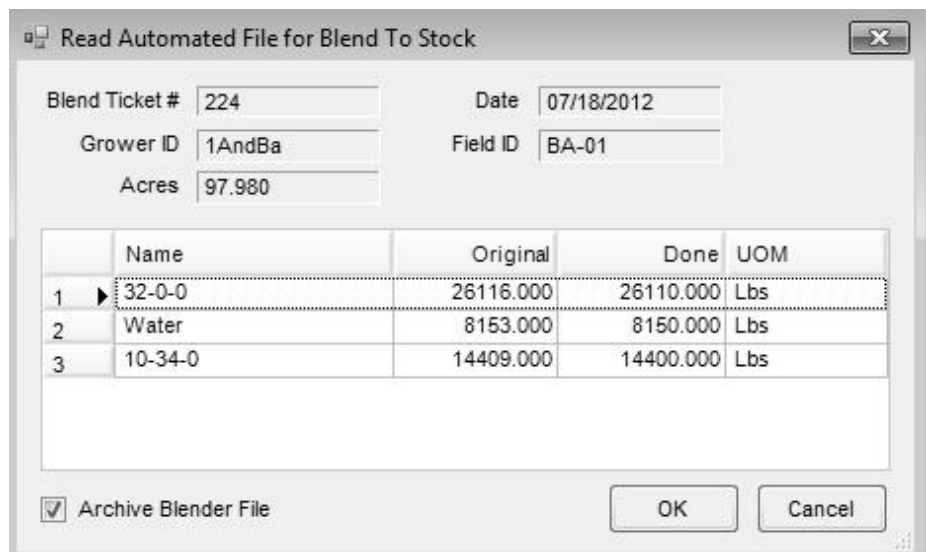 Read Automated File for Blend To Stock
Blend Ticket # 224 Date 07/18/2012
Grower ID 1AndBa Field ID BA-01
Acres 97.980
Name Original Done UOM
1 32-0-0 26116.000 26110.000 Lbs
2 Water 8153.000 8150.000 Lbs
3 10-34-0 14409.000 14400.000 Lbs
Archive Blender File OK Cancel